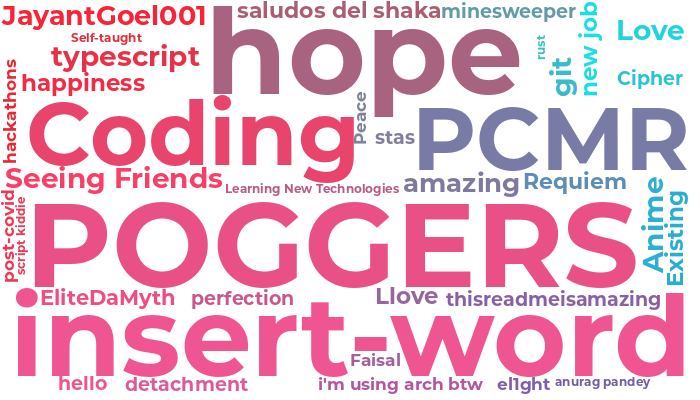 JayantGoel001
saludos del shaka
minesweeper
Self-taught
hope
rust
git
new job
Love
typescript
happiness
Cipher
hackathons
Coding
Peace
stas
PCMR
Seeing Friends
Learning New Technologies
amazing
Requiem
post-covid
script kiddie
POGGERS
Anime
Existing
EliteDaMyth
perfection
Llove
thisreadmeisamazing
insert-word
Faisal
hello
detachment
i'm using arch btw
el1ght
anurag pandey